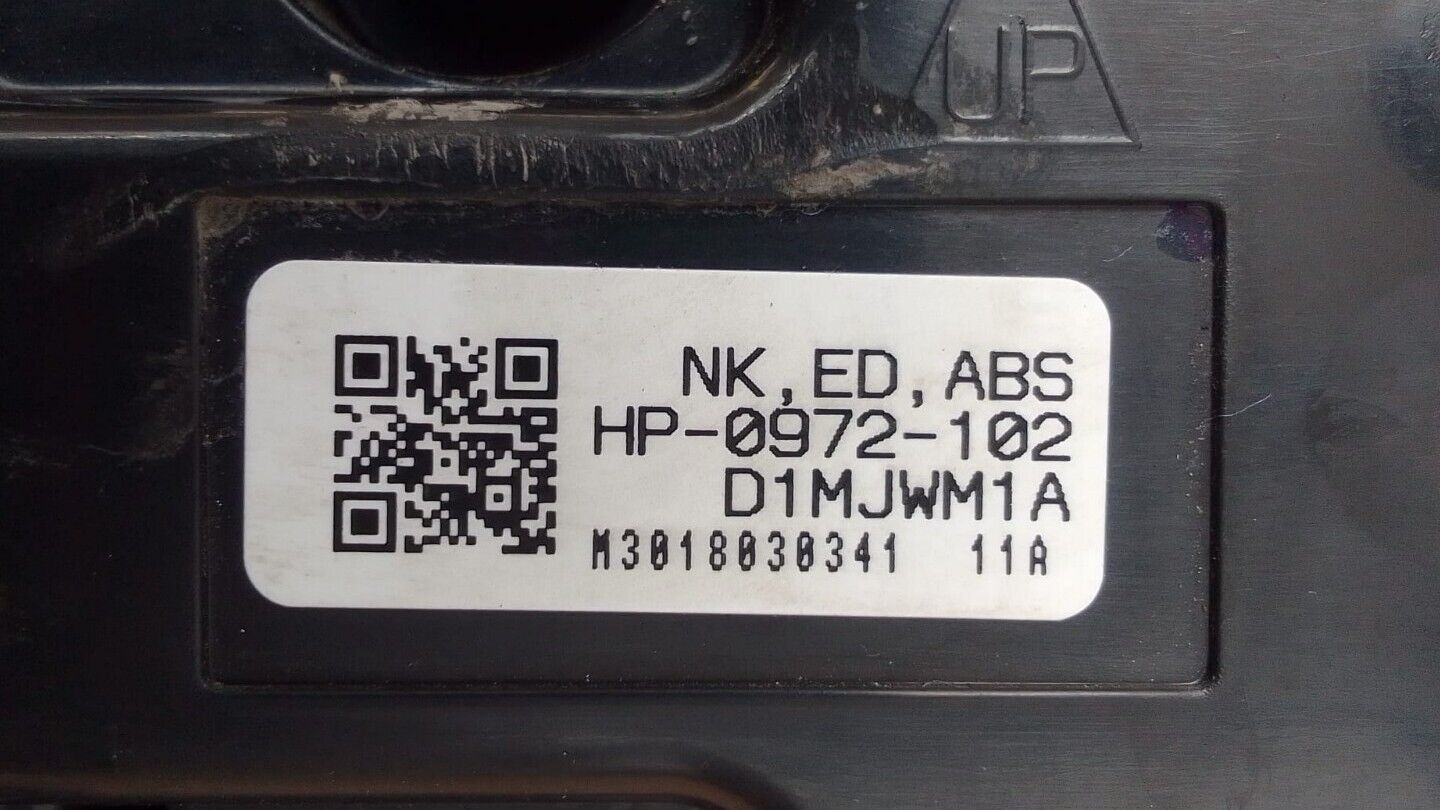 UP
NK,ED,ABS
HP-0972-102
D1MJWM1A
M3018030341 11A